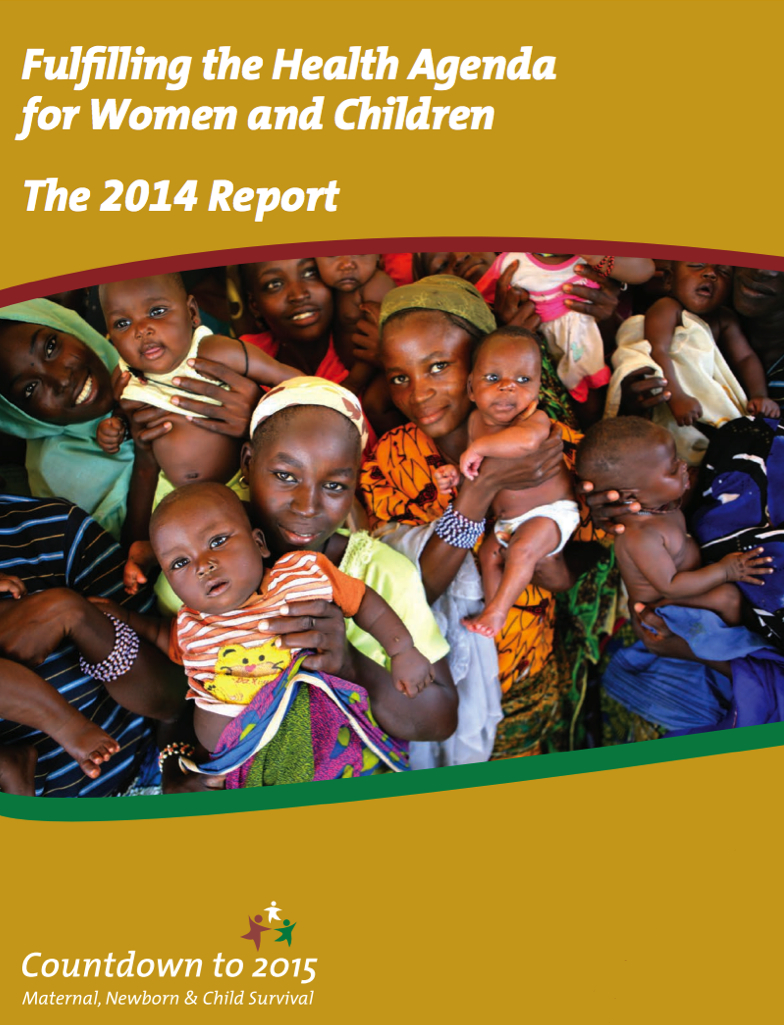 Fulfilling the Health Agenda
for Women and Children
The 2014 Report
Countdown to 2015
Maternal, Newborn & Child Survival